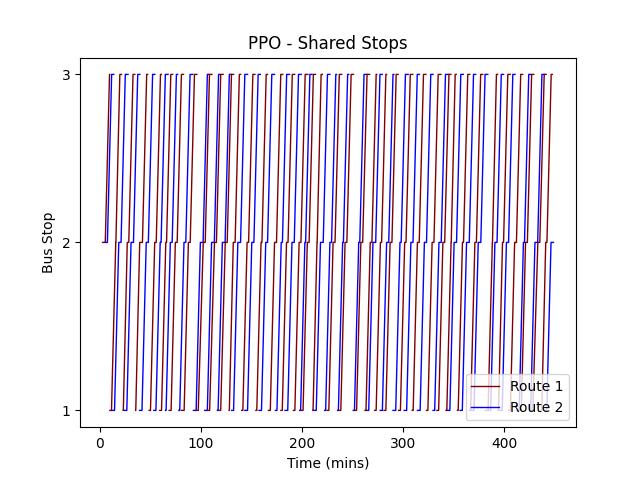 PPO - Shared Stops
Bus Stop
3
2
1
0
100
200
300
400
Time (mins)
Route 1
Route 2